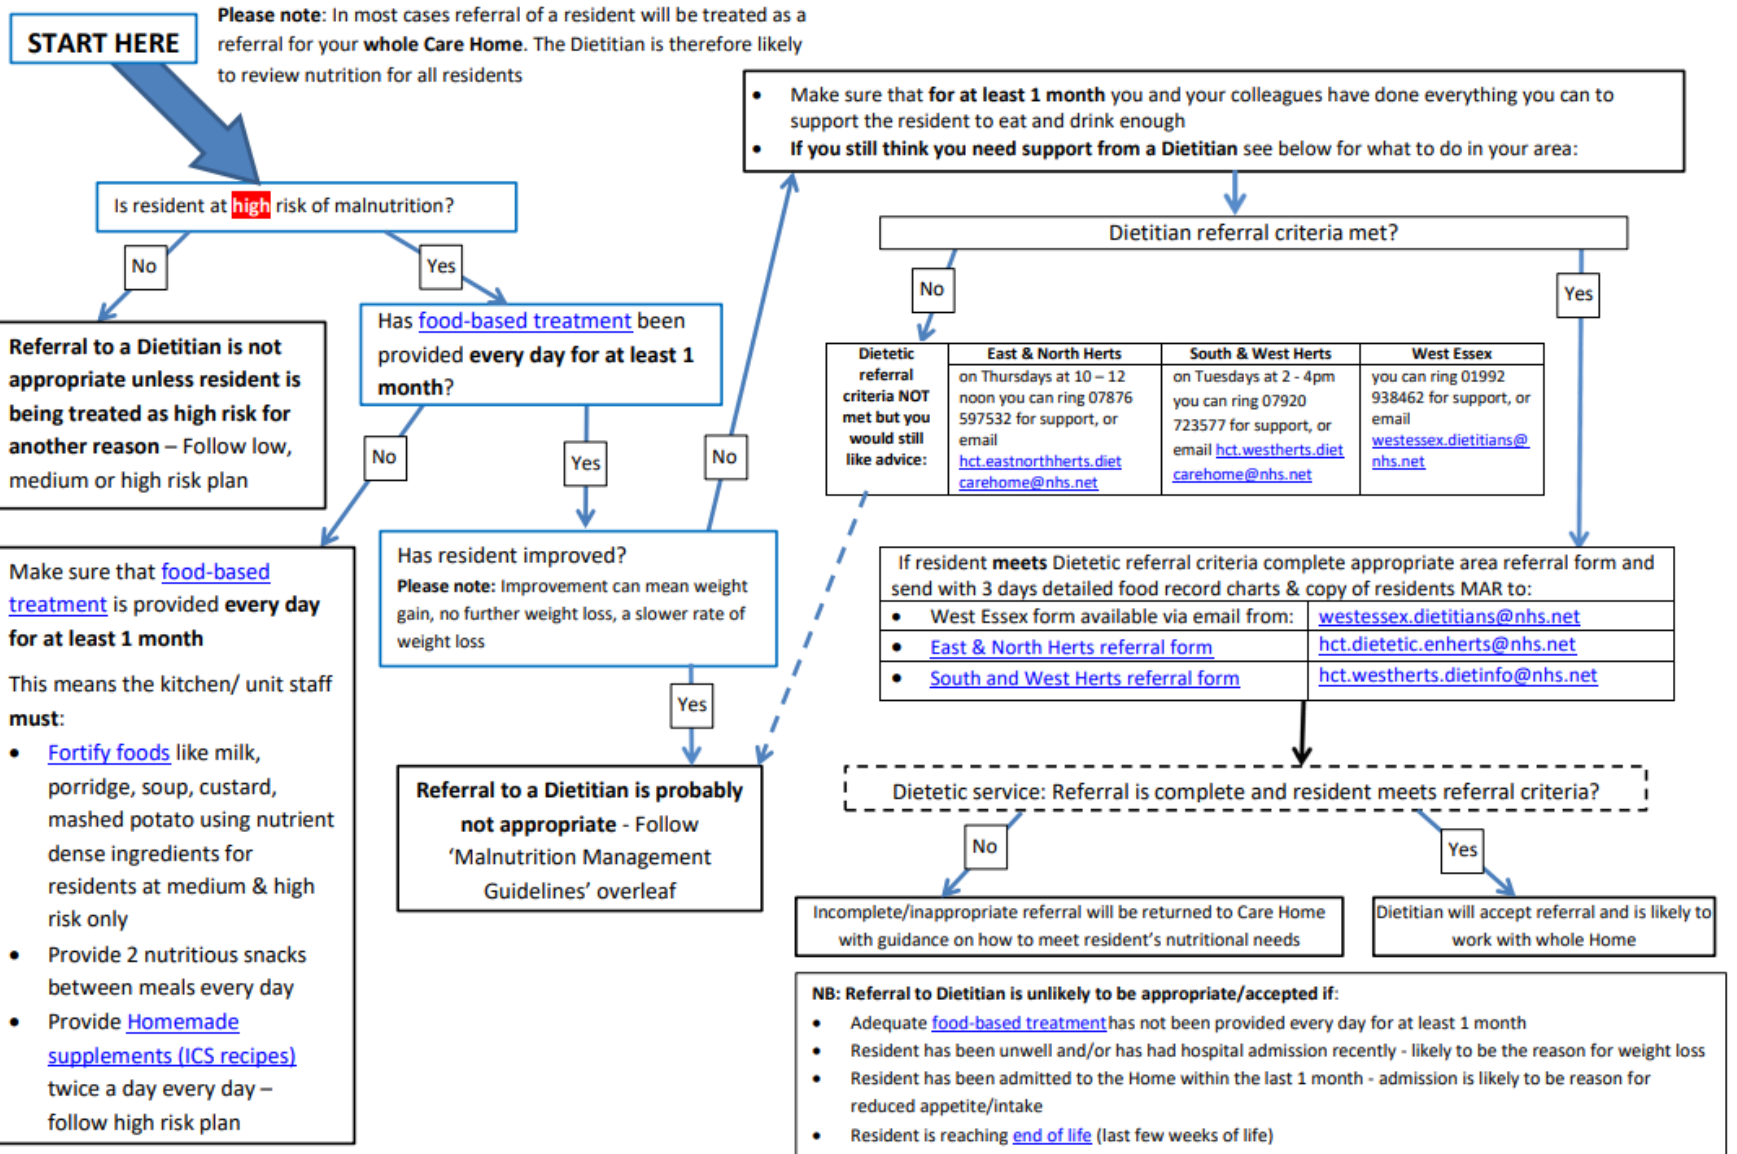 START HERE
Please note: In most cases referral of a resident will be treated as a
referral for your whole Care Home. The Dietitian is therefore likely
to review nutrition for all residents
Is resident at high risk of malnutrition?
No
Yes
Referral to a Dietitian is not
appropriate unless resident is
being treated as high risk for
another reason – Follow low,
medium or high risk plan
Has food-based treatment been
provided every day for at least 1
month?
No
Yes
Make sure that food-based
treatment is provided every day
for at least 1 month
This means the kitchen/ unit staff
must:
• Fortify foods like milk,
porridge, soup, custard,
mashed potato using nutrient
dense ingredients for
residents at medium & high
risk only
• Provide 2 nutritious snacks
between meals every day
• Provide Homemade
supplements (ICS recipes)
twice a day every day –
follow high risk plan
Has resident improved?
Please note: Improvement can mean weight
gain, no further weight loss, a slower rate of
weight loss
No
Yes
Referral to a Dietitian is probably
not appropriate - Follow
‘Malnutrition Management
Guidelines’ overleaf
• Make sure that for at least 1 month you and your colleagues have done everything you can to
support the resident to eat and drink enough
• If you still think you need support from a Dietitian see below for what to do in your area:
Dietitian referral criteria met?
No
Yes
Dietetic
referral
criteria NOT
met but you
would still
like advice:
East & North Herts
on Thursdays at 10 – 12
noon you can ring 07876
597532 for support, or
email
hct.eastnorthherts.diet
carehome@nhs.net
South & West Herts
on Tuesdays at 2 - 4pm
you can ring 07920
723577 for support, or
email hct.westherts.diet
carehome@nhs.net
West Essex
you can ring 01992
938462 for support, or
email
westessex.dietitians@
nhs.net
If resident meets Dietetic referral criteria complete appropriate area referral form and
send with 3 days detailed food record charts & copy of residents MAR to:
• West Essex form available via email from: westessex.dietitians@nhs.net
• East & North Herts referral form hct.dietetic.enherts@nhs.net
• South and West Herts referral form hct.westherts.dietinfo@nhs.net
Dietetic service: Referral is complete and resident meets referral criteria?
No
Yes
Incomplete/inappropriate referral will be returned to Care Home
with guidance on how to meet resident’s nutritional needs
Dietitian will accept referral and is likely to
work with whole Home
NB: Referral to Dietitian is unlikely to be appropriate/accepted if:
• Adequate food-based treatment has not been provided every day for at least 1 month
• Resident has been unwell and/or has had hospital admission recently - likely to be the reason for weight loss
• Resident has been admitted to the Home within the last 1 month - admission is likely to be reason for
reduced appetite/intake
• Resident is reaching end of life (last few weeks of life)